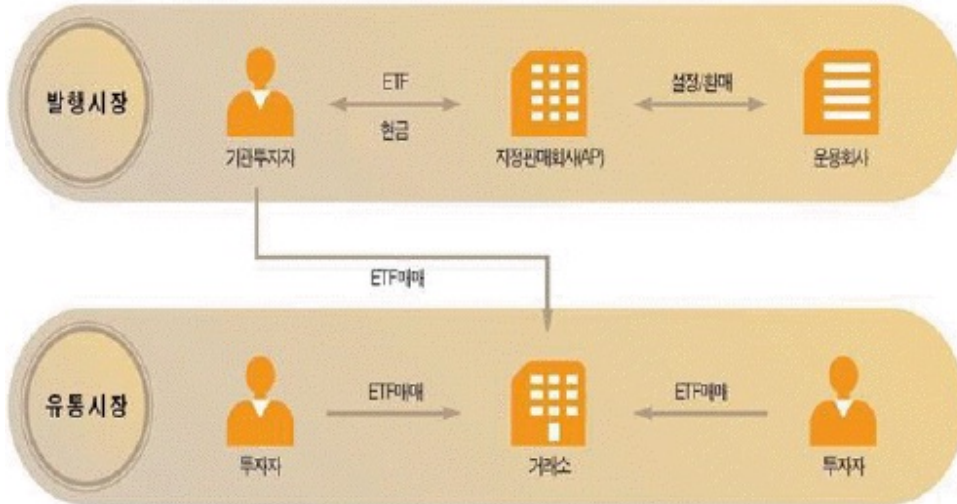 발행시장
ETF
현금
설정/환매
기관투자자
지정판매회사(AP)
운용회사
ETF매매
유통시장
ETF매매
ETF매매
투자자
거래소
투자자